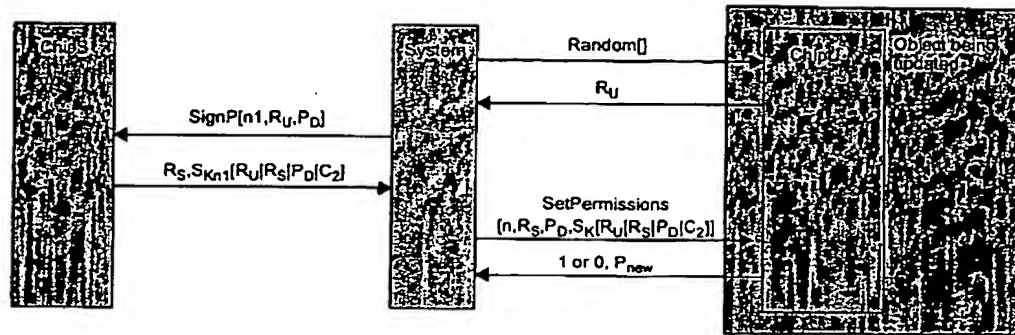 ChipS
System
ChipU
Object being
updated
Random[]
RU
SignP[n1,RU,PD]
RS,SKn1[RU|RS|PD|C2]
SetPermissions
[n,RS,PD,SK[RU|RS|PD|C2]]
1 or 0, Pnew